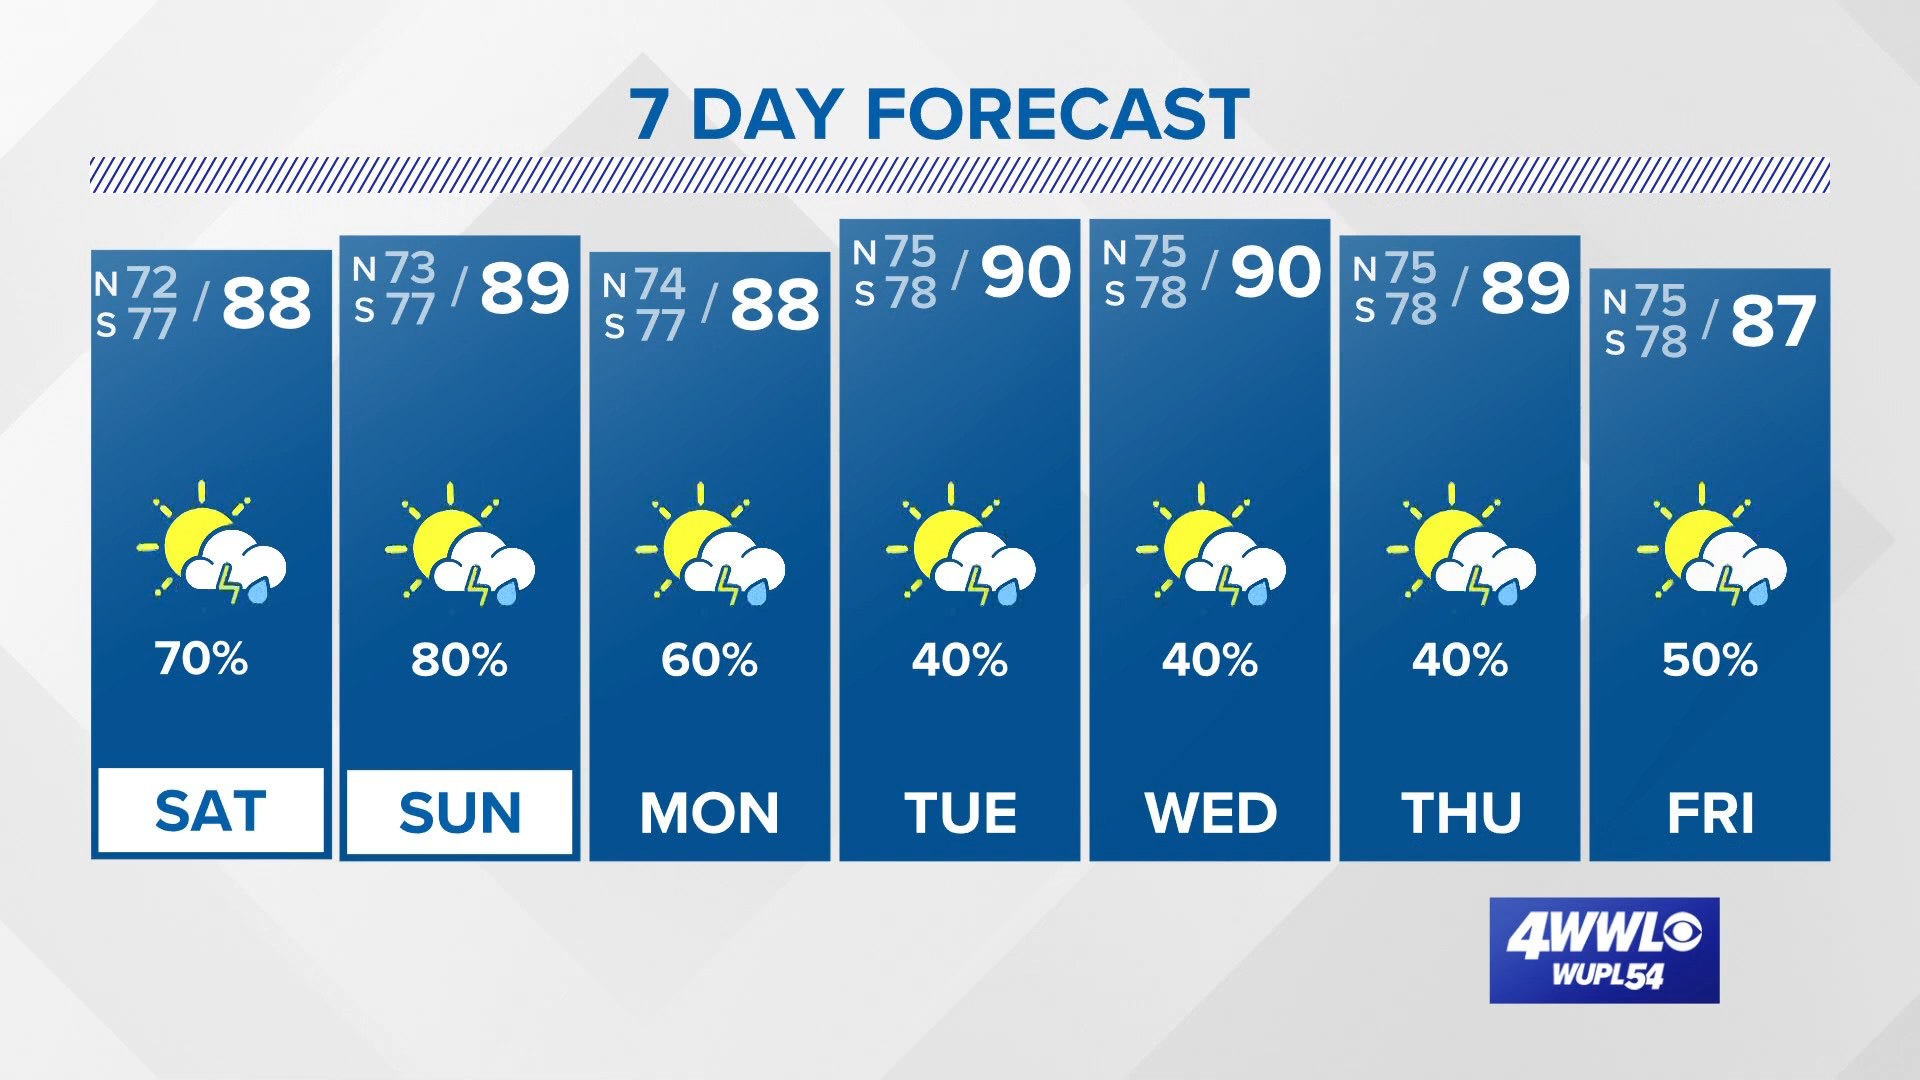 7 DAY FORECAST
N 72
S 77
/ 88
70%
SAT
N 73
S 77
/ 89
80%
SUN
N 74
S 77
/ 88
60%
MON
N 75
S 78
/ 90
40%
TUE
N 75
S 78
/ 90
40%
WED
N 75
S 78
/ 89
40%
THU
N 75
S 78
/ 87
50%
FRI
4WWL
WUPL54